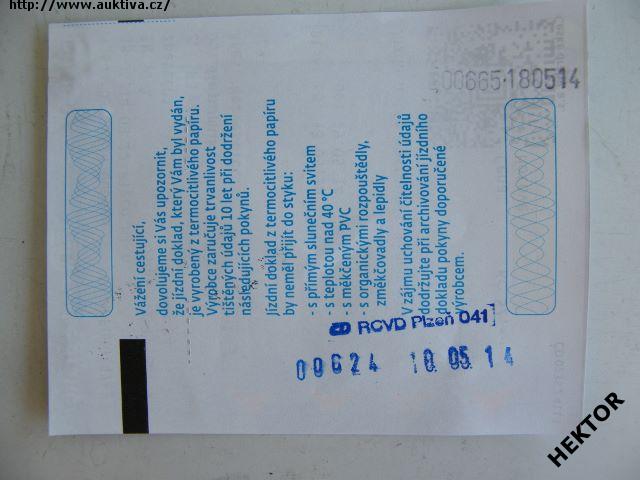 http://www.auktiva.cz/
00665·180514
Vážení cestující,
dovolujeme si Vás upozornit,
že jízdní doklad, který Vám byl vydán,
je vyrobený z termocitlivého papíru.
Výrobce zaručuje trvanlivost
tištěných údajů 10 let při dodržení
následujících pokynů.
Jízdní doklad z termocitlivého papíru
by neměl přijít do styku:
- s přímým slunečním svitem
- s teplotou nad 40 °C
- s měkčeným PVC
- s organickými rozpouštědly,
změkčovadly a lepidly
V zájmu uchování čitelnosti údajů
dodržujte při archivování jízdního
dokladu pokyny doporučené
výrobcem.
RCVD Plzeň 041
00624 10 05 14
HEKTOR